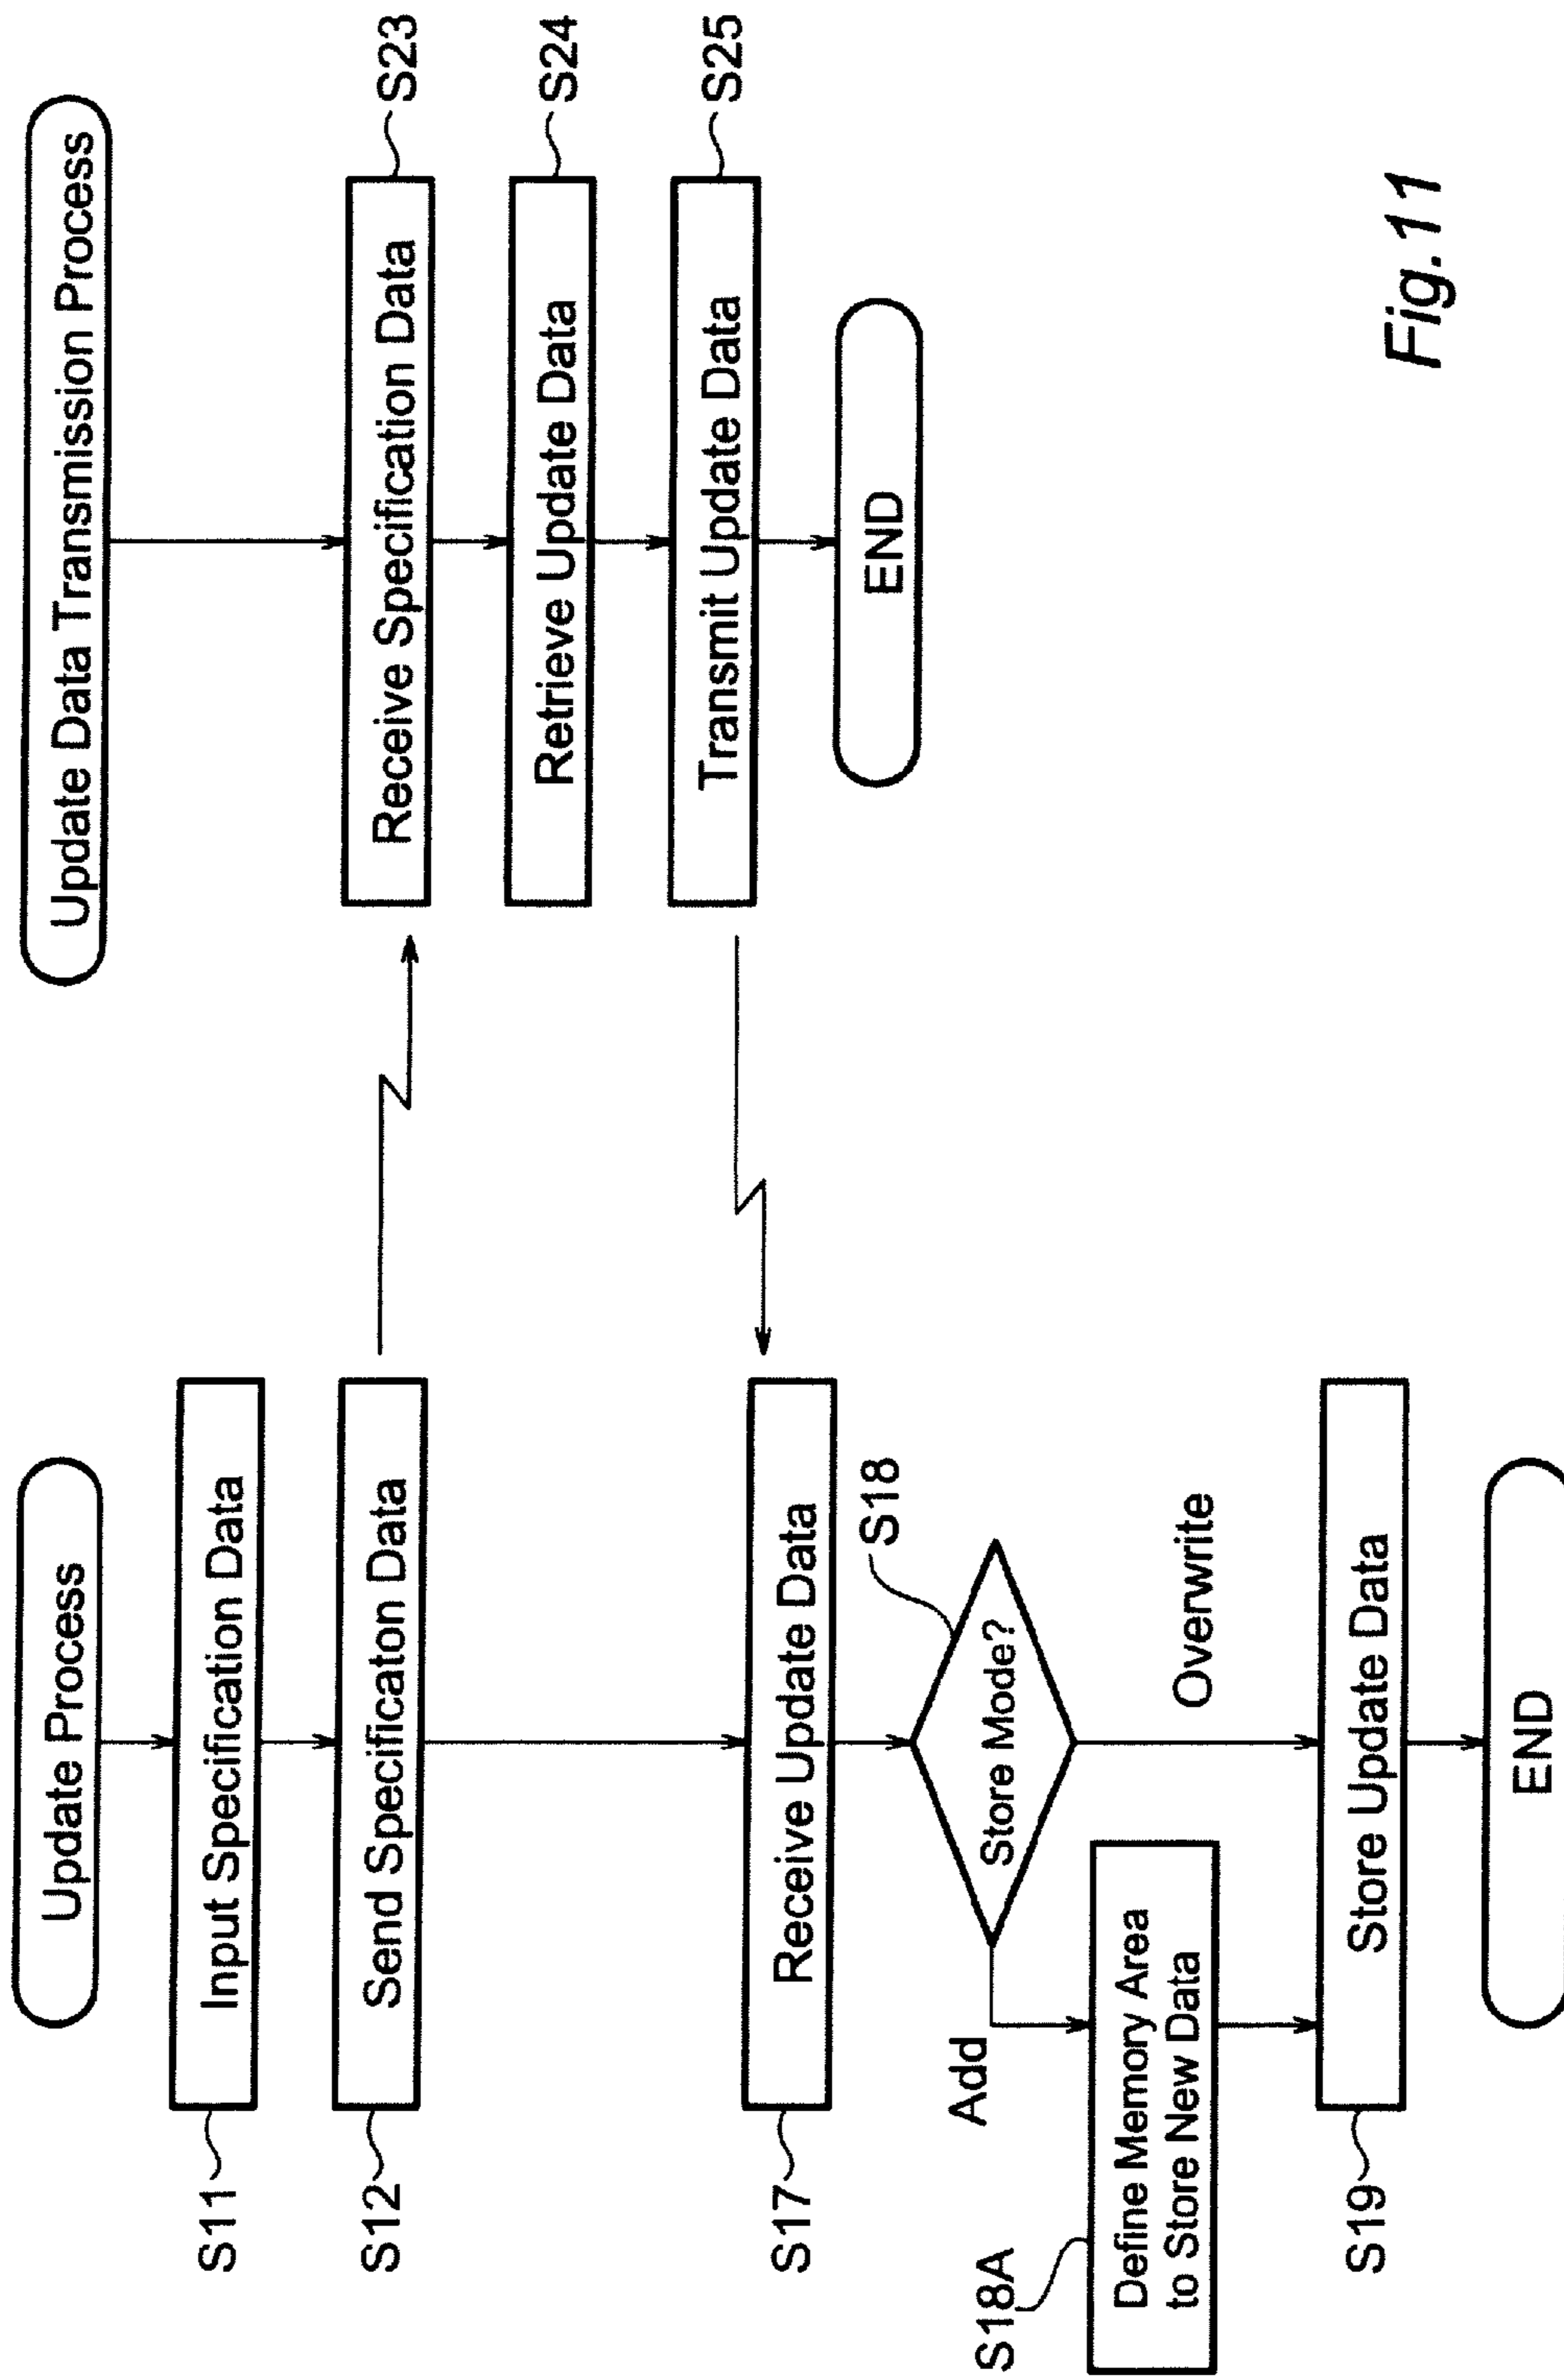 Update Process
S11
Input Specification Data
S12
Send Specificaton Data
S17
Receive Update Data
S18
Store Mode?
Add
Overwrite
S18A
Define Memory Area
to Store New Data
S19
Store Update Data
END
Update Data Transmission Process
Receive Specification Data
S23
Retrieve Update Data
S24
Transmit Update Data
S25
END
Fig.11